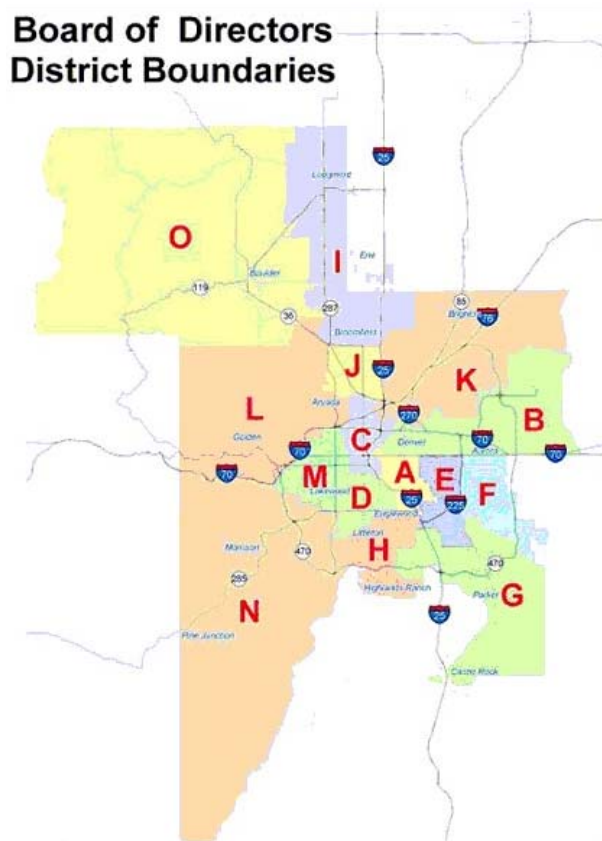 Board of Directors
District Boundaries
25
Longmont
O
I
Erie
Boulder
119
287
85
36
Brighton
76
Broomfield
J
25
K
L
Arvada
270
B
Golden
C
Denver
70
70
Aurora
70
70
M
A
E
F
Lakewood
D
25
225
Englewood
Littleton
H
Morrison
470
470
285
Highlands Ranch
G
N
Parker
25
Pine Junction
Castle Rock